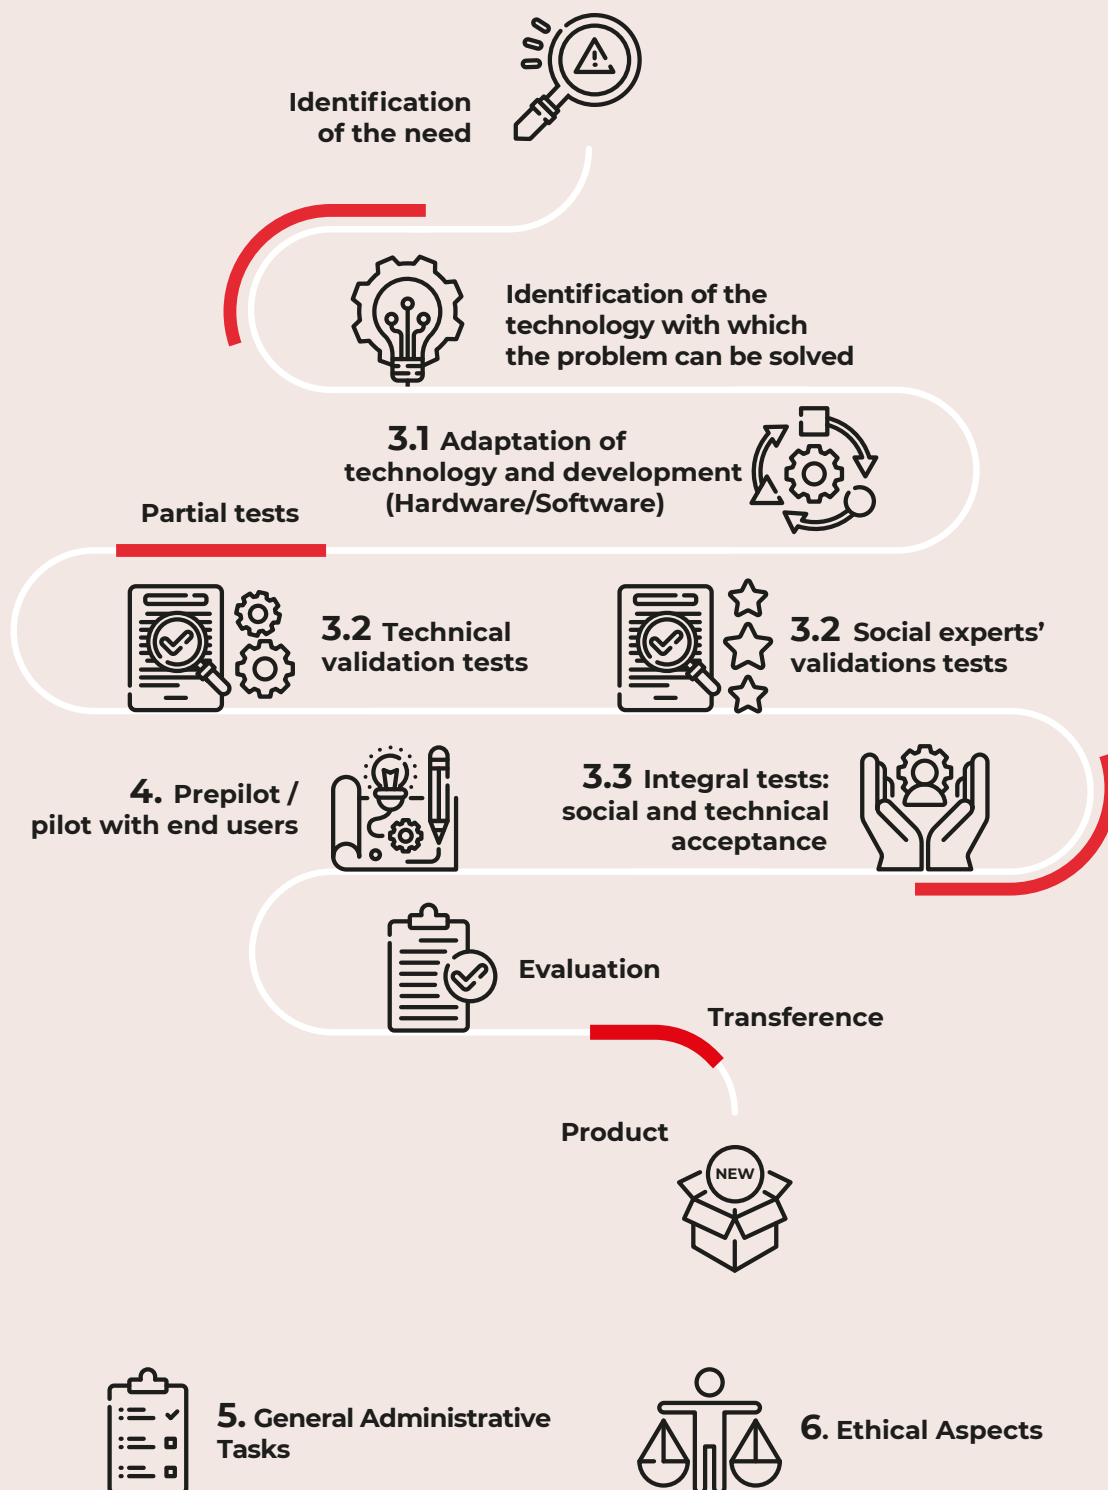 Identification
of the need
Identification of the
technology with which
the problem can be solved
3.1 Adaptation of
technology and development
(Hardware/Software)
Partial tests
3.2 Technical
validation tests
3.2 Social experts’
validations tests
4. Prepilot /
pilot with end users
3.3 Integral tests:
social and technical
acceptance
Evaluation
Transference
Product
NEW
5. General Administrative
Tasks
6. Ethical Aspects